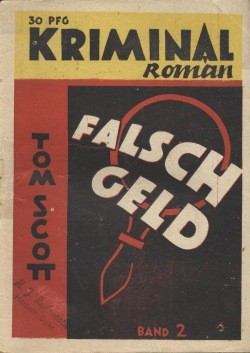 30 PFG
KRIMINAL
Roman
TOM SCOTT
FALSCH
GELD
BAND 2